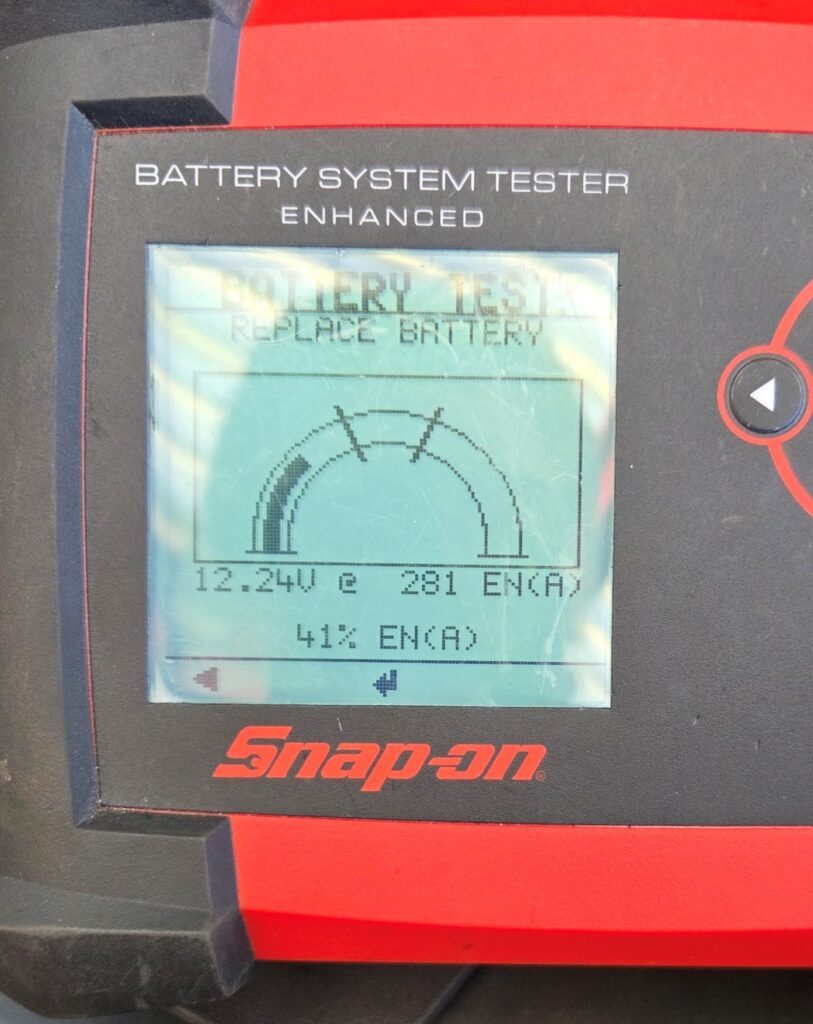 BATTERY SYSTEM TESTER
ENHANCED
BATTERY TEST
REPLACE BATTERY
12.24V @ 281 EN(A)
41% EN(A)
Snap-on®